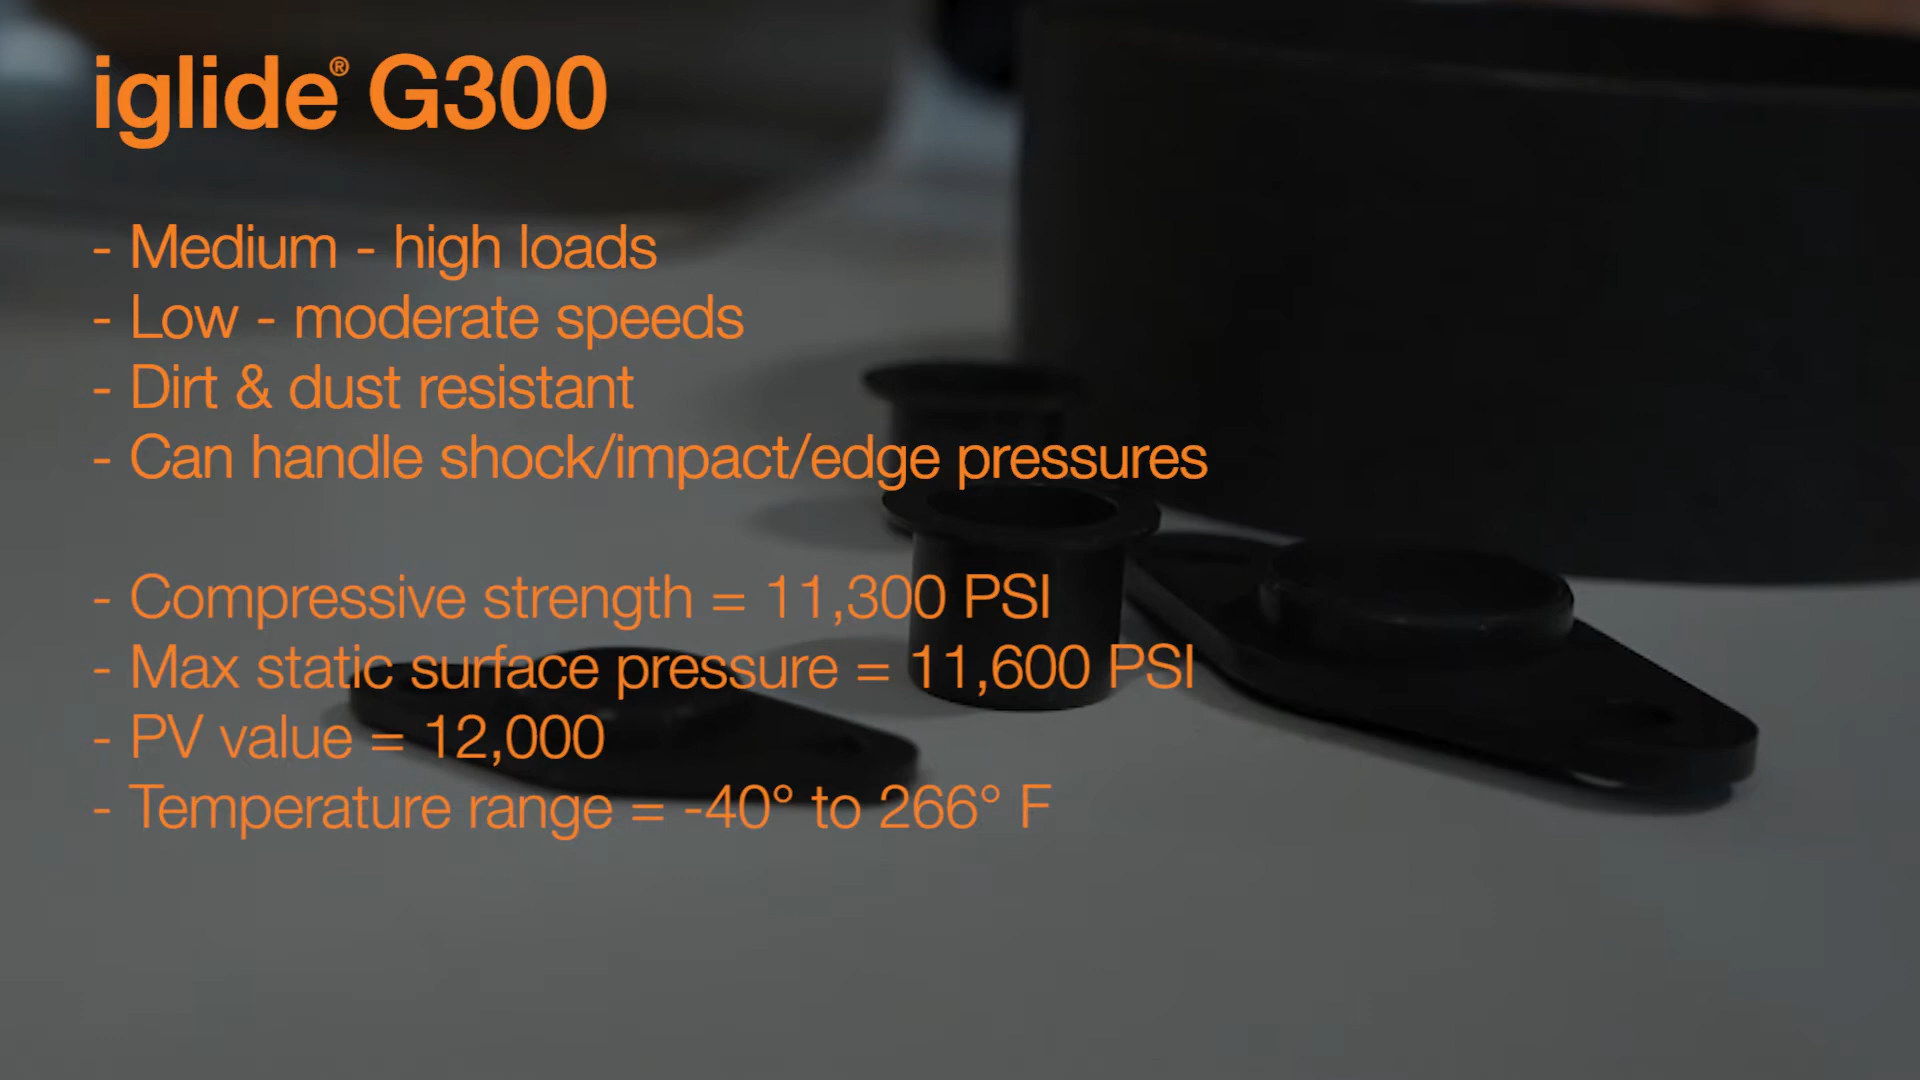 iglide® G300
- Medium - high loads
- Low - moderate speeds
- Dirt & dust resistant
- Can handle shock/impact/edge pressures
- Compressive strength = 11,300 PSI
- Max static surface pressure = 11,600 PSI
- PV value = 12,000
- Temperature range = -40° to 266° F